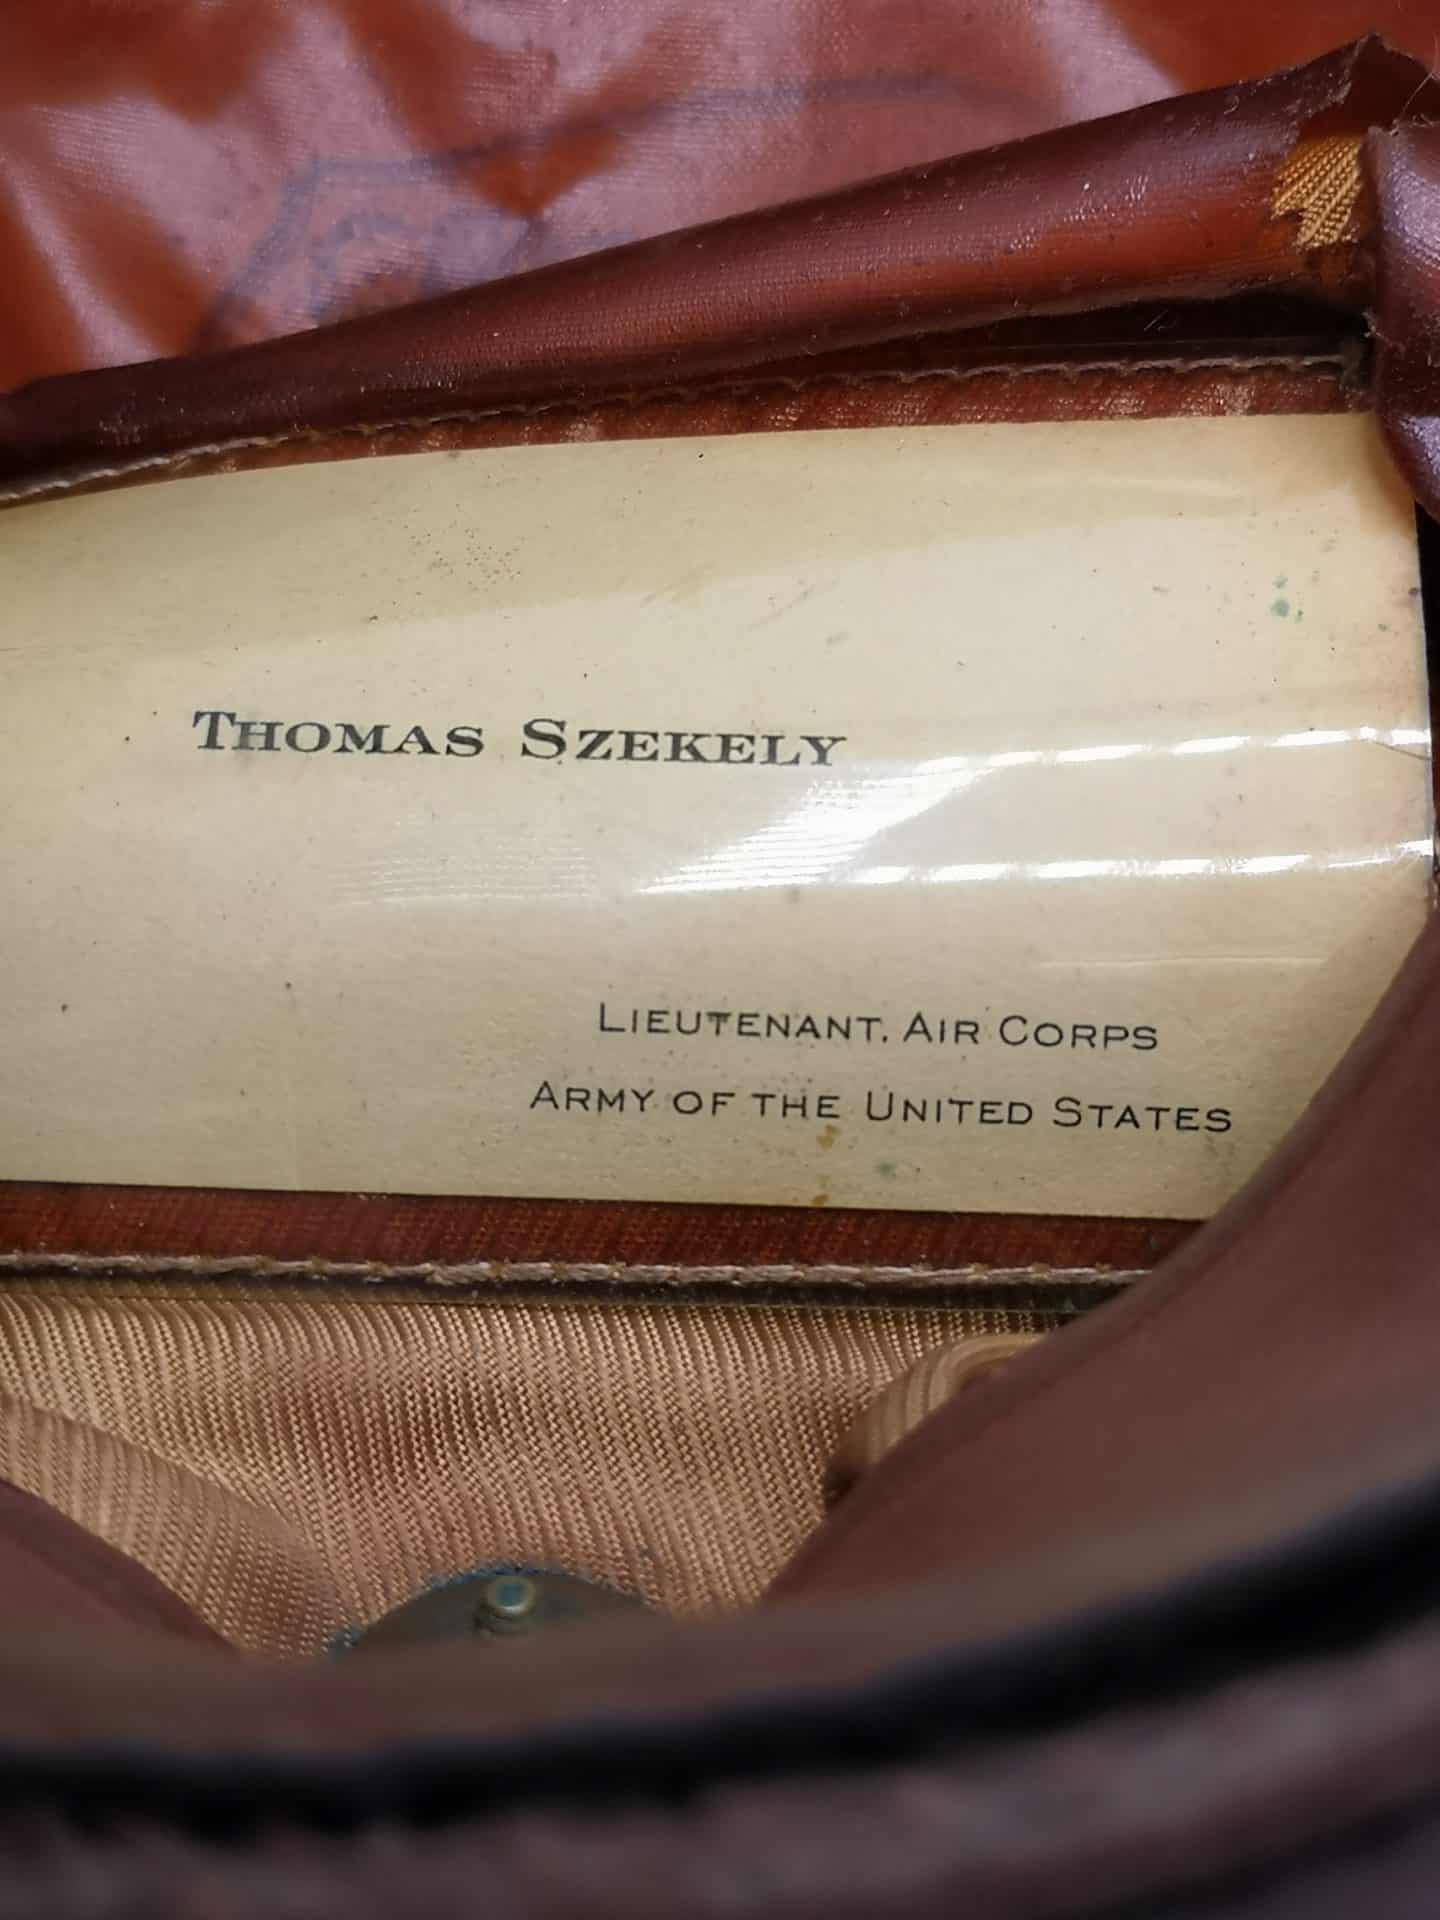 THOMAS SZEKELY
LIEUTENANT, AIR CORPS
ARMY OF THE UNITED STATES